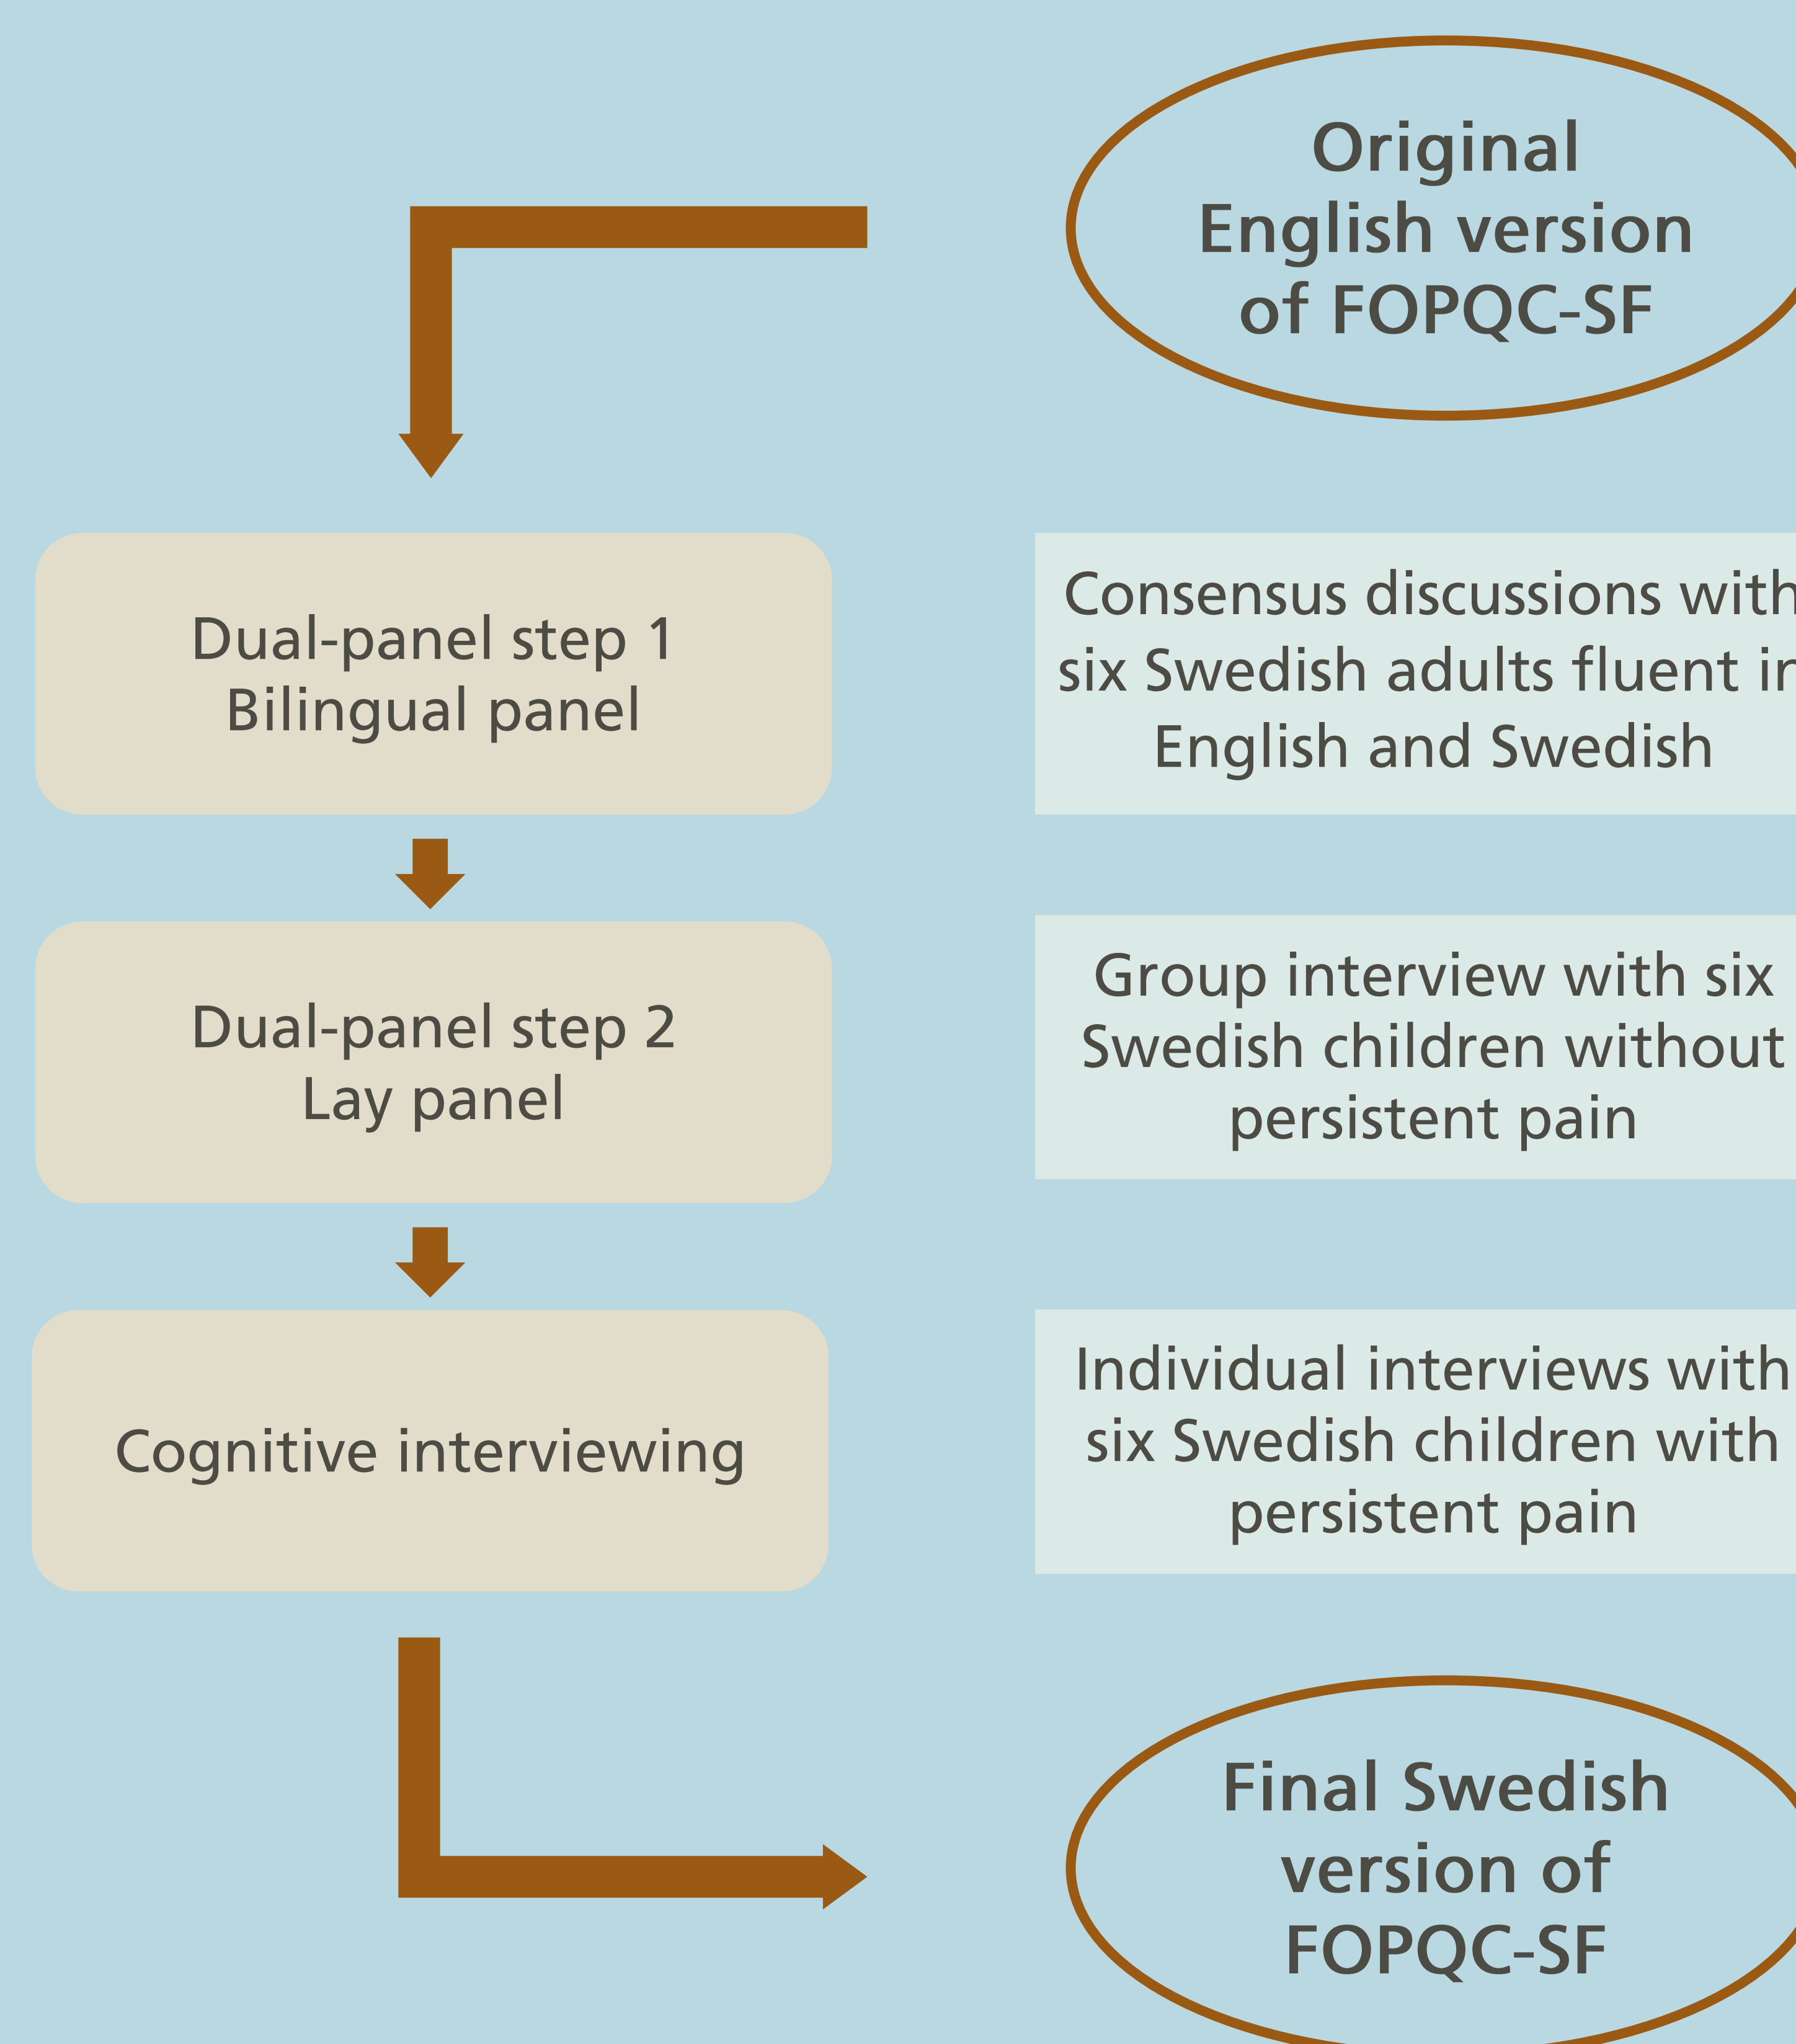 Original
English version
of FOPQC-SF
Dual-panel step 1
Bilingual panel
Consensus discussions with
six Swedish adults fluent in
English and Swedish
Dual-panel step 2
Lay panel
Group interview with six
Swedish children without
persistent pain
Cognitive interviewing
Individual interviews with
six Swedish children with
persistent pain
Final Swedish
version of
FOPQC-SF